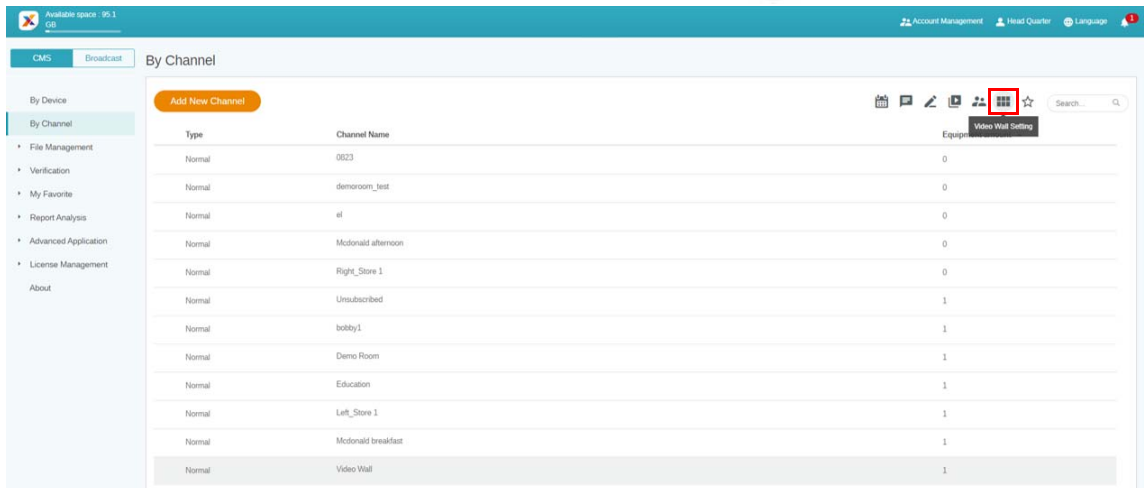 Available space : 95.1
GB
Account Management
Head Quarter
Language
1
CMS
Broadcast
By Channel
By Device
By Channel
File Management
Verification
My Favorite
Report Analysis
Advanced Application
License Management
About
Add New Channel
Search...
Video Wall Setting
Type Channel Name
Normal 0823 0
Normal demoroom_test 0
Normal el 0
Normal Mcdonald afternoon 0
Normal Right_Store 1 0
Normal Unsubscribed 1
Normal bobby1 1
Normal Demo Room 1
Normal Education 1
Normal Left_Store 1 1
Normal Mcdonald breakfast 1
Normal Video Wall 1